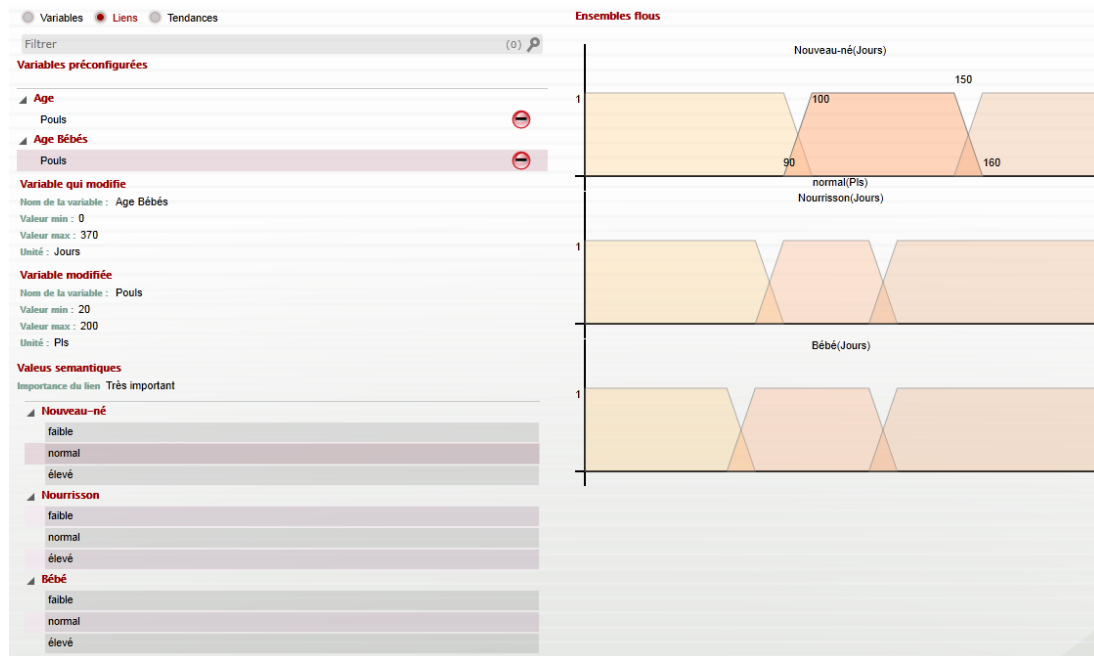 Variables Liens Tendances
Filtrer (0)
Variables préconfigurées
Age
Pouls
Age Bébés
Pouls
Variable qui modifie
Nom de la variable : Age Bébés
Valeur min : 0
Valeur max : 370
Unité : Jours
Variable modifiée
Nom de la variable : Pouls
Valeur min : 20
Valeur max : 200
Unité : Pls
Valeus semantiques
Importance du lien Très important
Nouveau-né
faible
normal
élevé
Nourrisson
faible
normal
élevé
Bébé
faible
normal
élevé
Ensembles flous
Nouveau-né(Jours)
150
1
100
90
160
normal(Pls)
Nourrisson(Jours)
1
Bébé(Jours)
1